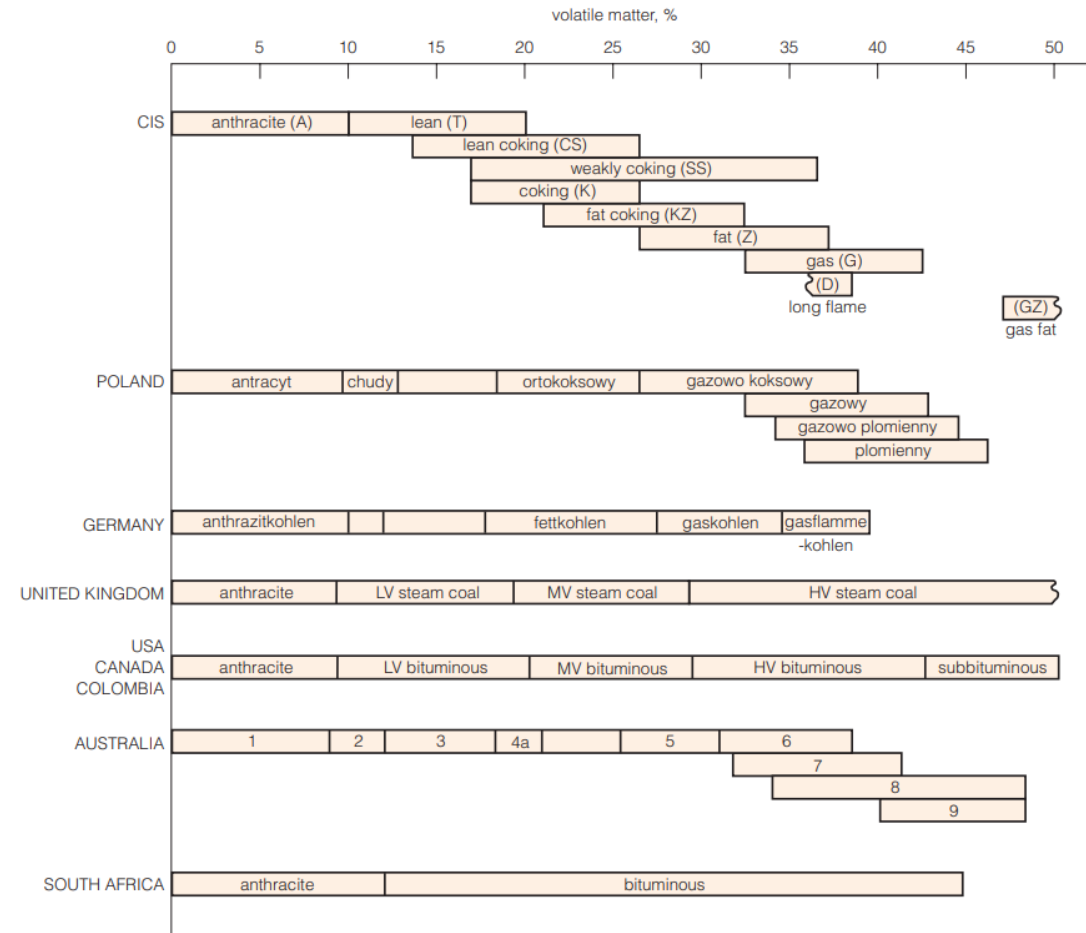 volatile matter, %
0 5 10 15 20 25 30 35 40 45 50
CIS anthracite (A) lean (T)
lean coking (CS)
weakly coking (SS)
coking (K)
fat coking (KZ)
fat (Z)
gas (G)
(D)
long flame
(GZ)
gas fat
POLAND antracyt chudy ortokoksowy gazowo koksowy
gazowy
gazowo plomienny
plomienny
GERMANY anthrazitkohlen fettkohlen gaskohlen gasflamme
-kohlen
UNITED KINGDOM anthracite LV steam coal MV steam coal HV steam coal
USA
CANADA anthracite LV bituminous MV bituminous HV bituminous subbituminous
COLOMBIA
AUSTRALIA 1 2 3 4a 5 6
7
8
9
SOUTH AFRICA anthracite bituminous